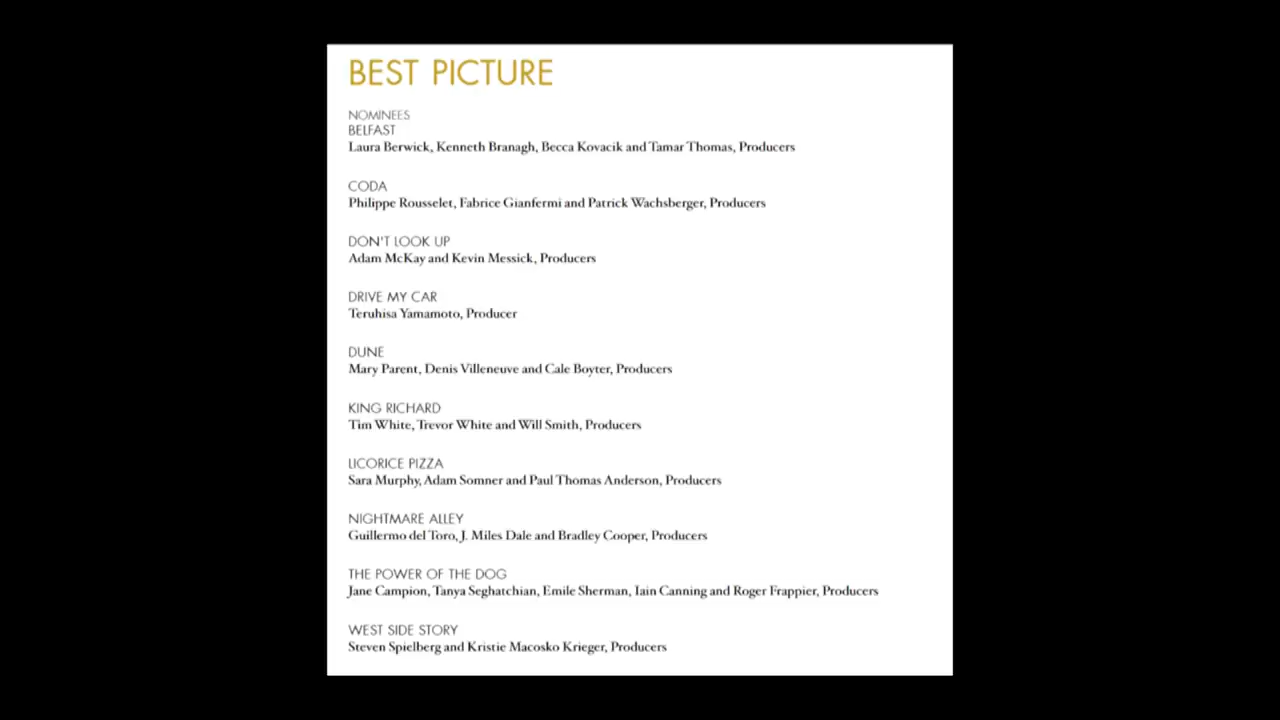 BEST PICTURE
NOMINEES
BELFAST
Laura Berwick, Kenneth Branagh, Becca Kovacik and Tamar Thomas, Producers
CODA
Philippe Rousselet, Fabrice Gianfermi and Patrick Wachsberger, Producers
DON'T LOOK UP
Adam McKay and Kevin Messick, Producers
DRIVE MY CAR
Teruhisa Yamamoto, Producer
DUNE
Mary Parent, Denis Villeneuve and Cale Boyter, Producers
KING RICHARD
Tim White, Trevor White and Will Smith, Producers
LICORICE PIZZA
Sara Murphy, Adam Somner and Paul Thomas Anderson, Producers
NIGHTMARE ALLEY
Guillermo del Toro, J. Miles Dale and Bradley Cooper, Producers
THE POWER OF THE DOG
Jane Campion, Tanya Seghatchian, Emile Sherman, Iain Canning and Roger Frappier, Producers
WEST SIDE STORY
Steven Spielberg and Kristie Macosko Krieger, Producers